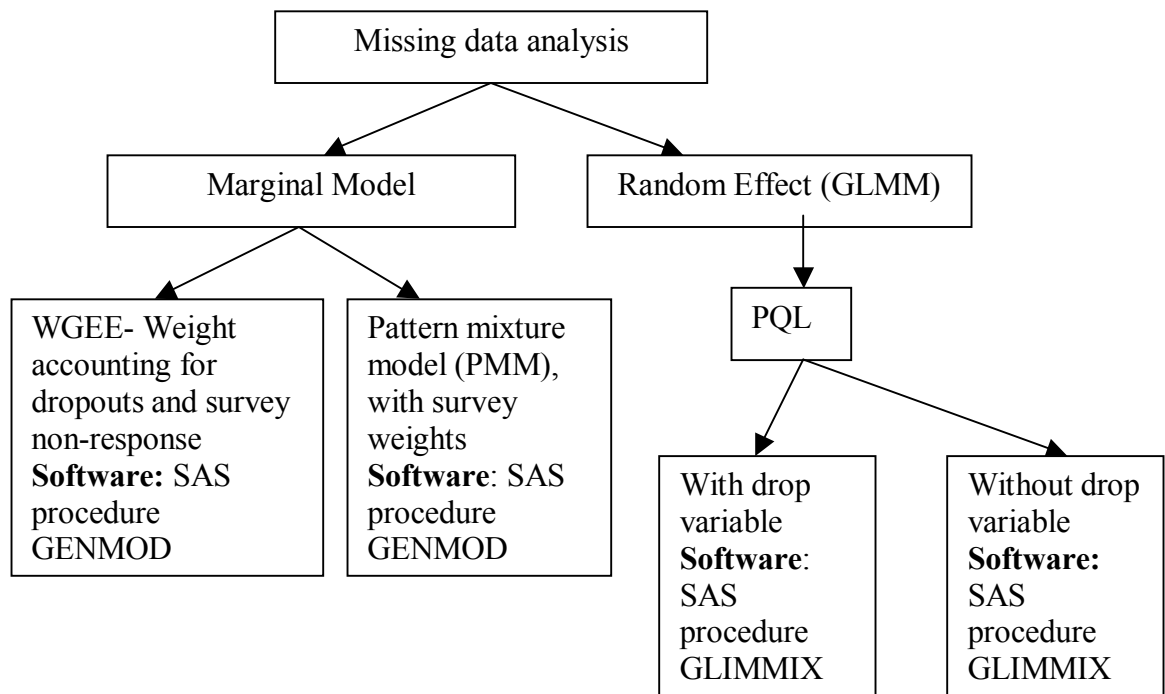 Missing data analysis
Marginal Model
Random Effect (GLMM)
WGEE- Weight
accounting for
dropouts and survey
non-response
Software: SAS
procedure
GENMOD
Pattern mixture
model (PMM),
with survey
weights
Software: SAS
procedure
GENMOD
PQL
With drop
variable
Software:
SAS
procedure
GLIMMIX
Without drop
variable
Software:
SAS
procedure
GLIMMIX